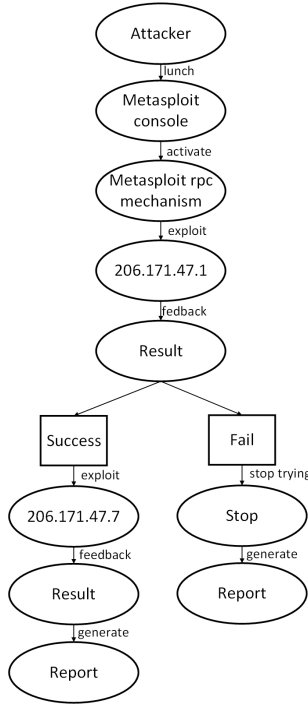 Attacker
lunch
Metasploit
console
activate
Metasploit rpc
mechanism
exploit
206.171.47.1
fedback
Result
Success
Fail
exploit
stop trying
206.171.47.7
Stop
feedback
generate
Result
Report
generate
Report